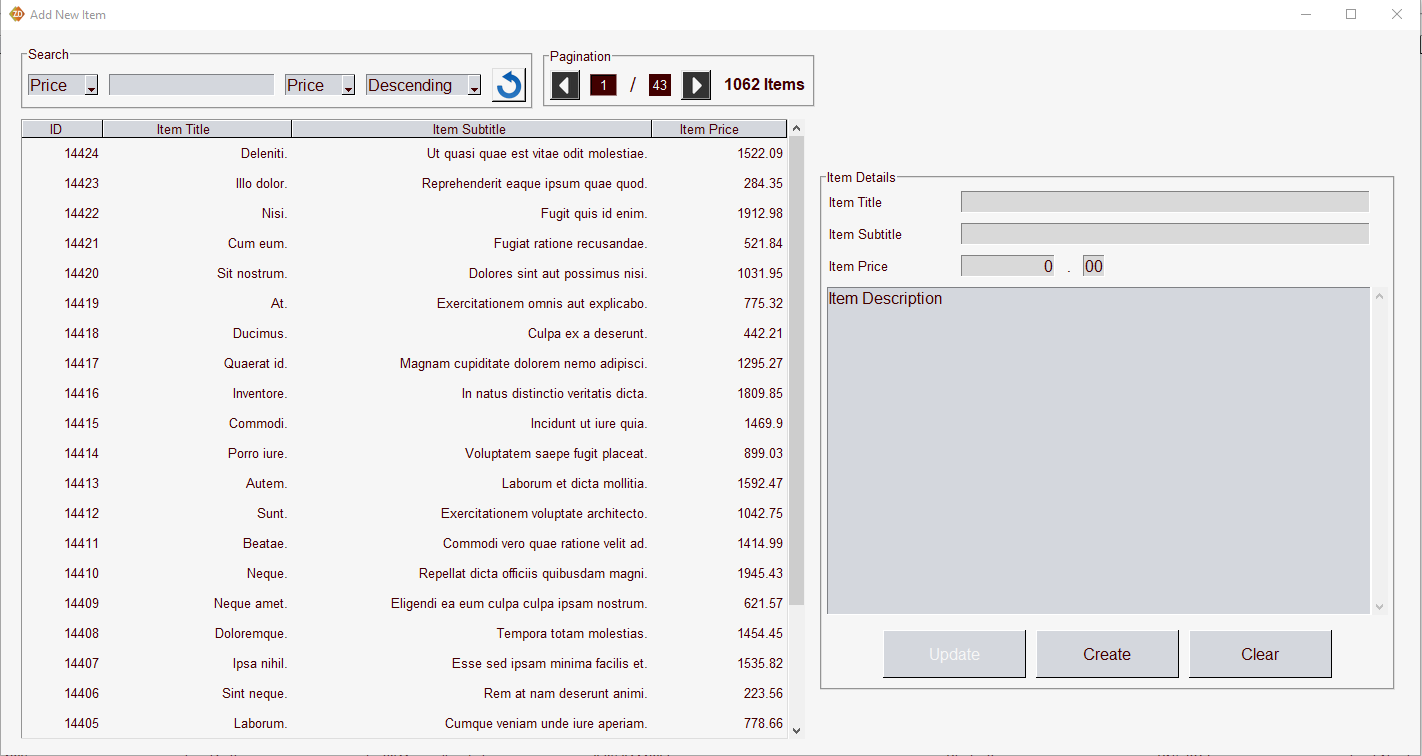 Add New Item
Search
Pagination
Price Price Descending
1 / 43 1062 Items
ID Item Title Item Subtitle Item Price
14424 Deleniti. Ut quasi quae est vitae odit molestiae. 1522.09
14423 Illo dolor. Reprehenderit eaque ipsum quae quod. 284.35
14422 Nisi. Fugit quis id enim. 1912.98
14421 Cum eum. Fugiat ratione recusandae. 521.84
14420 Sit nostrum. Dolores sint aut possimus nisi. 1031.95
14419 At. Exercitationem omnis aut explicabo. 775.32
14418 Ducimus. Culpa ex a deserunt. 442.21
14417 Quaerat id. Magnam cupiditate dolorem nemo adipisci. 1295.27
14416 Inventore. In natus distinctio veritatis dicta. 1809.85
14415 Commodi. Incidunt ut iure quia. 1469.9
14414 Porro iure. Voluptatem saepe fugit placeat. 899.03
14413 Autem. Laborum et dicta mollitia. 1592.47
14412 Sunt. Exercitationem voluptate architecto. 1042.75
14411 Beatae. Commodi vero quae ratione velit ad. 1414.99
14410 Neque. Repellat dicta officiis quibusdam magni. 1945.43
14409 Neque amet. Eligendi ea eum culpa culpa ipsam nostrum. 621.57
14408 Doloremque. Tempora totam molestias. 1454.45
14407 Ipsa nihil. Esse sed ipsam minima facilis et. 1535.82
14406 Sint neque. Rem at nam deserunt animi. 223.56
14405 Laborum. Cumque veniam unde iure aperiam. 778.66
Item Details
Item Title
Item Subtitle
Item Price 0 . 00
Item Description
Update Create Clear